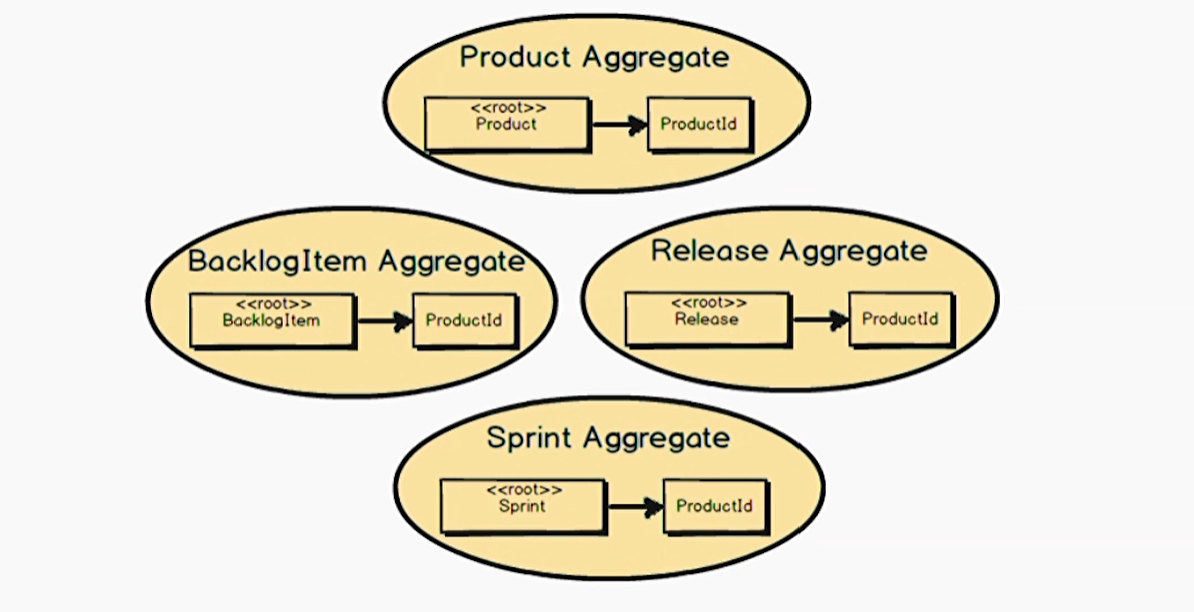 Product Aggregate
<<root>>
Product
ProductId
BacklogItem Aggregate
<<root>>
BacklogItem
ProductId
Release Aggregate
<<root>>
Release
ProductId
Sprint Aggregate
<<root>>
Sprint
ProductId